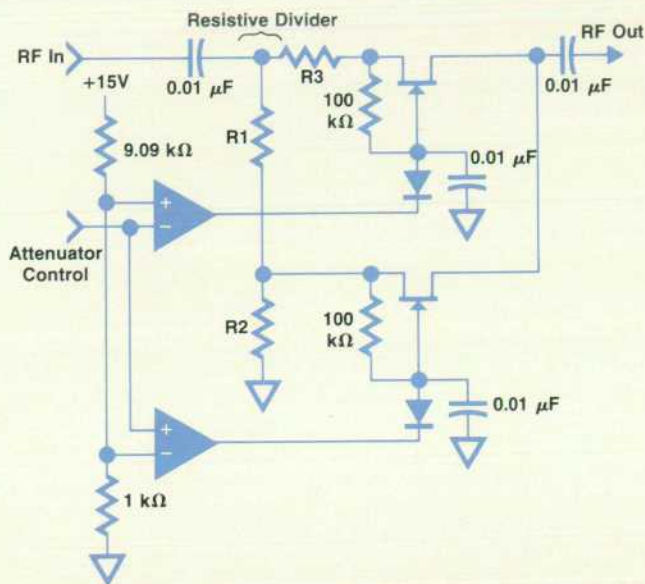 Resistive Divider
RF In
RF Out
0.01 μF
R3
0.01 μF
+15V
100
kΩ
R1
9.09 kΩ
0.01 μF
+
−
Attenuator
Control
R2
100
kΩ
0.01 μF
+
−
1 kΩ